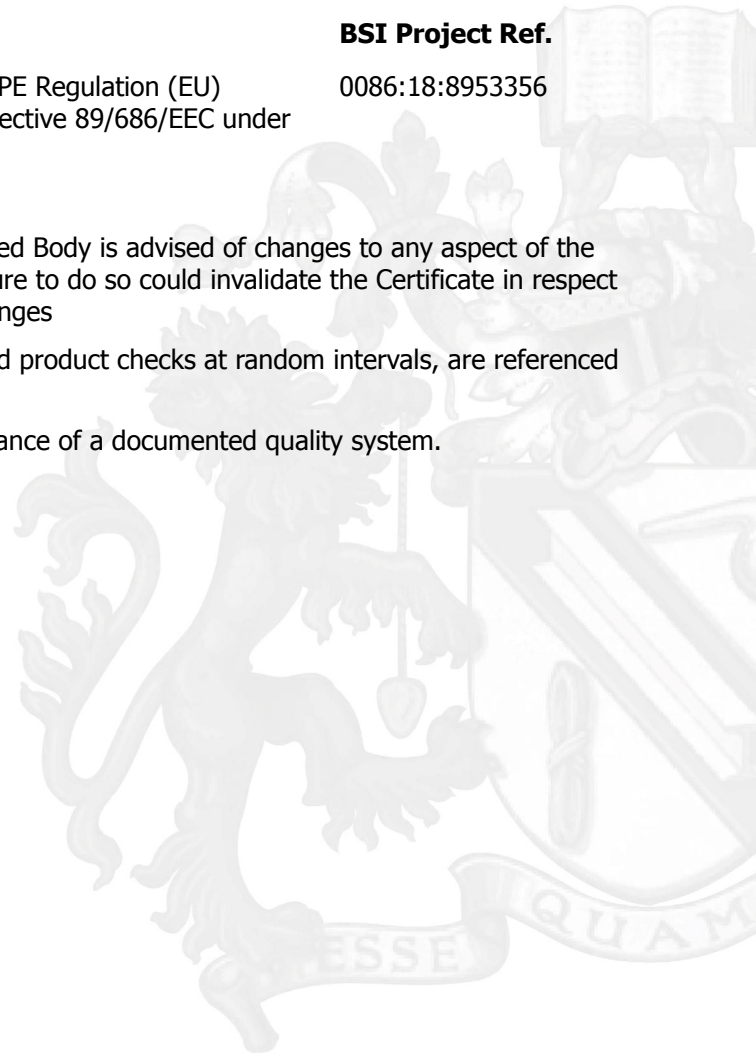 BSI Project Ref.
PE Regulation (EU) 0086:18:8953356
ective 89/686/EEC under
ed Body is advised of changes to any aspect of the
ure to do so could invalidate the Certificate in respect
nges
d product checks at random intervals, are referenced
ance of a documented quality system.
ESSE QUAM